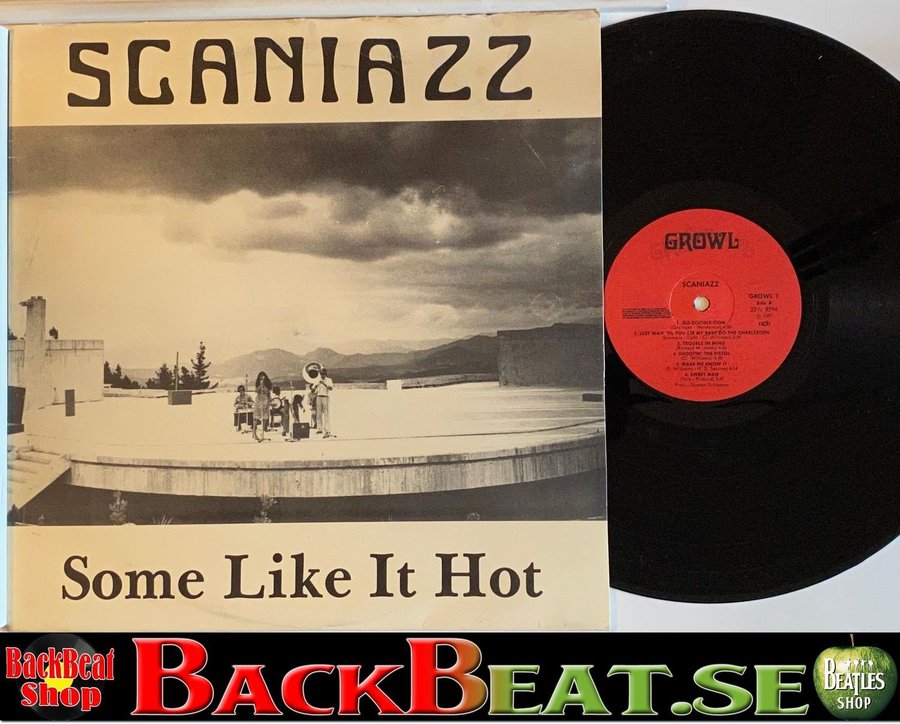 SCANIAZZ
Some Like It Hot
GROWL
SCANIAZZ
GROWL 1
Side A
33⅓ RPM
ncb
1. DO-DOODLE-OOM
2. JUST WAIT 'TIL YOU SEE MY BABY DO THE CHARLESTON
3. TROUBLE IN MIND
4. SHOOTIN' THE PISTOL
5. MAKE ME KNOW IT
6. SWEET MAN
BackBeat
Shop
BACKBEAT.SE
BEATLES
SHOP